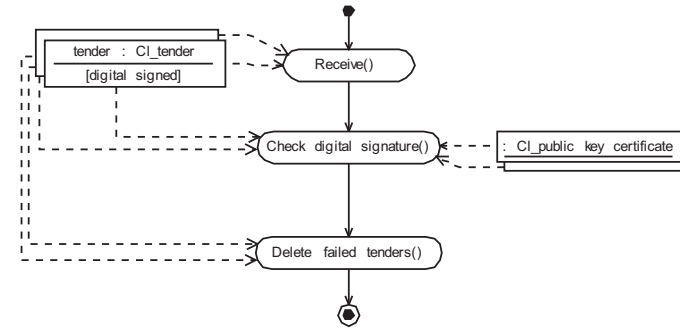 tender : Cl_tender
[digital signed]
Receive()
Check digital signature()
: Cl_public key certificate
Delete failed tenders()